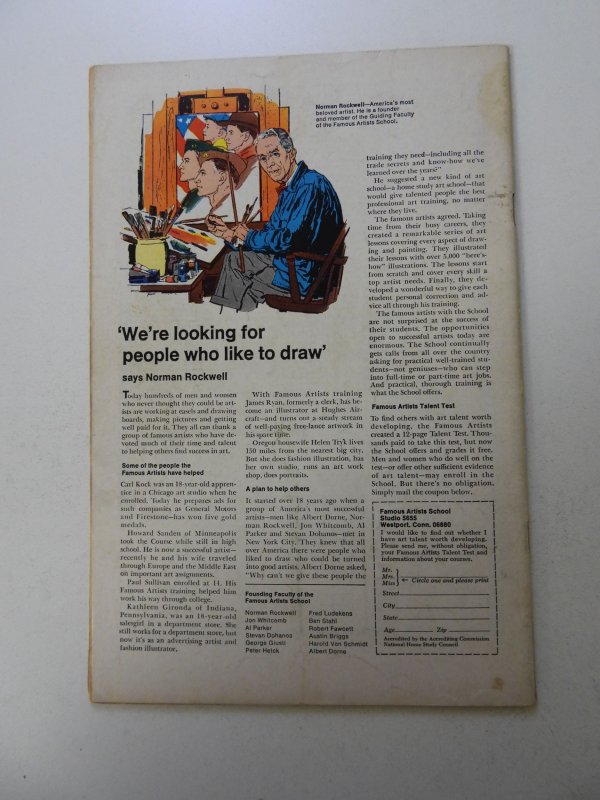 Norman Rockwell—America's most
beloved artist. He is a founder
and member of the Guiding Faculty
of the Famous Artists School.
'We're looking for
people who like to draw'
says Norman Rockwell
Today hundreds of men and women
who never thought they could be art-
ists are working at easels and drawing
boards, making pictures and getting
well paid for it. They all can thank a
group of famous artists who have de-
voted much of their time and talent
to helping others find success in art.
Some of the people the
Famous Artists have helped
Carl Kock was an 18-year-old appren-
tice in a Chicago art studio when he
enrolled. Today he prepares ads for
such companies as General Motors
and Firestone—has won five gold
medals.
Howard Sanden of Minneapolis
took the Course while still in high
school. He is now a successful artist—
recently he and his wife traveled
through Europe and the Middle East
on important art assignments.
Paul Sullivan enrolled at 41. His
Famous Artists training helped him
work his way through college.
Kathleen Gironda of Indiana,
Pennsylvania, was an 18-year-old
salesgirl in a department store. She
still works for a department store, but
now it's as an advertising artist and
fashion illustrator.
With Famous Artists training
James Ryan, formerly a clerk, has be-
come an illustrator at Hughes Air-
craft—and turns out a steady stream
of well-paying free-lance artwork in
his spare time.
Oregon housewife Helen Tryk lives
150 miles from the nearest big city.
But she does fashion illustration, has
her own studio, runs an art work
shop, does portraits.
A plan to help others
It started over 18 years ago when a
group of America's most successful
artists—men like Albert Dorne, Nor-
man Rockwell, Jon Whitcomb, Al
Parker and Stevan Dohanos—met in
New York City. They knew that all
over America there were people who
liked to draw who could be turned
into good artists. Albert Dorne asked,
"Why can't we give these people the
Founding Faculty of the
Famous Artists School
Norman Rockwell
Jon Whitcomb
Al Parker
Stevan Dohanos
George Giusti
Peter Helck
Fred Ludekens
Ben Stahl
Robert Fawcett
Austin Briggs
Harold Von Schmidt
Albert Dorne
training they need—including all the
trade secrets and know-how we've
learned over the years?"
He suggested a new kind of art
school—a home study art school—that
would give talented people the best
professional art training, no matter
where they live.
The famous artists agreed. Taking
time from their busy careers, they
created a remarkable series of art
lessons covering every aspect of draw-
ing and painting. They illustrated
their lessons with over 5,000 "here's-
how" illustrations. The lessons start
from scratch and cover every skill a
top artist needs. Finally, they de-
veloped a wonderful way to give each
student personal correction and ad-
vice all through his training.
The famous artists with the School
are not surprised at the success of
their students. The opportunities
open to successful artists today are
enormous. The School continually
gets calls from all over the country
asking for practical well-trained stu-
dents—not geniuses—who can step
into full-time or part-time art jobs.
And practical, thorough training is
what the School offers.
Famous Artists Talent Test
To find others with art talent worth
developing, the Famous Artists
created a 12-page Talent Test. Thou-
sands paid to take this test, but now
the School offers and grades it free.
Men and women who do well on the
test—or offer other sufficient evidence
of art talent—may enroll in the
School. But there's no obligation.
Simply mail the coupon below.
Famous Artists School
Studio 5655
Westport, Conn. 06880
I would like to find out whether I
have art talent worth developing.
Please send me, without obligation,
your Famous Artists Talent Test and
information about your courses.
Mr.
Mrs.
Miss
← Circle one and please print
Street
City
State
Age Zip
Accredited by the Accrediting Commission
National Home Study Council